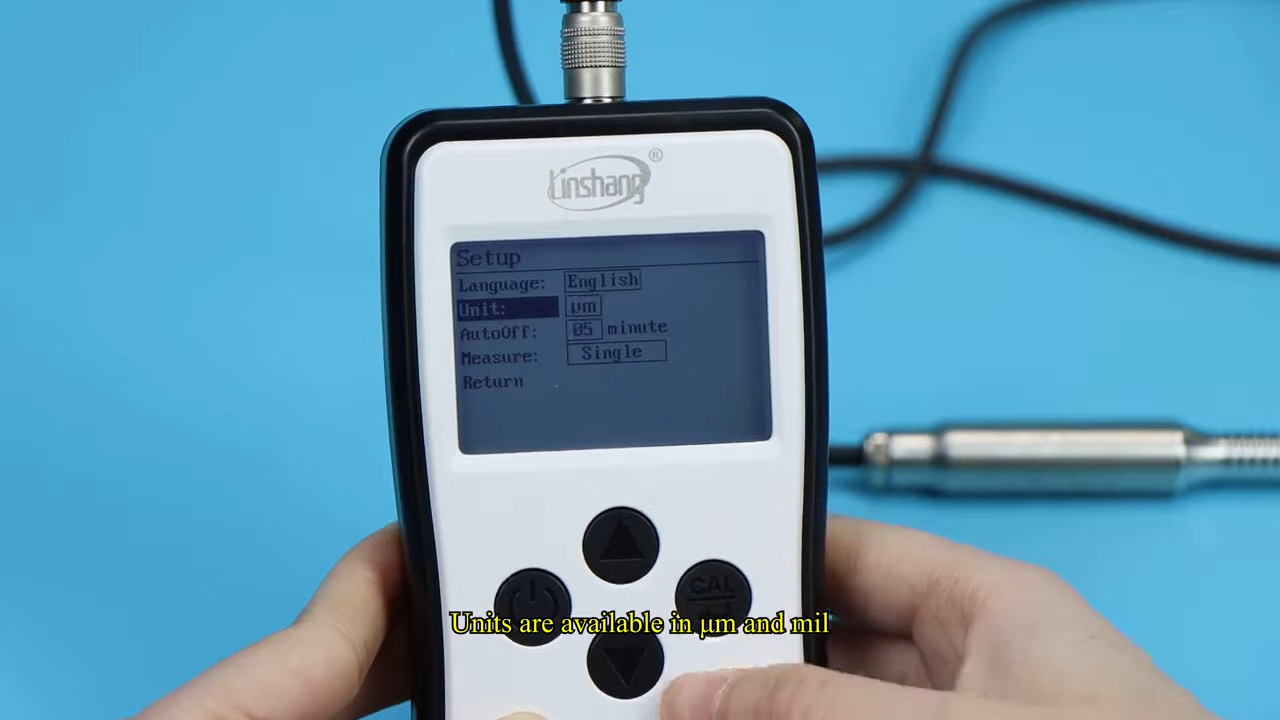 Linshang®
Setup
Language: English
Unit: μm
AutoOff: 05 minute
Measure: Single
Return
CAL
Units are available in μm and mil